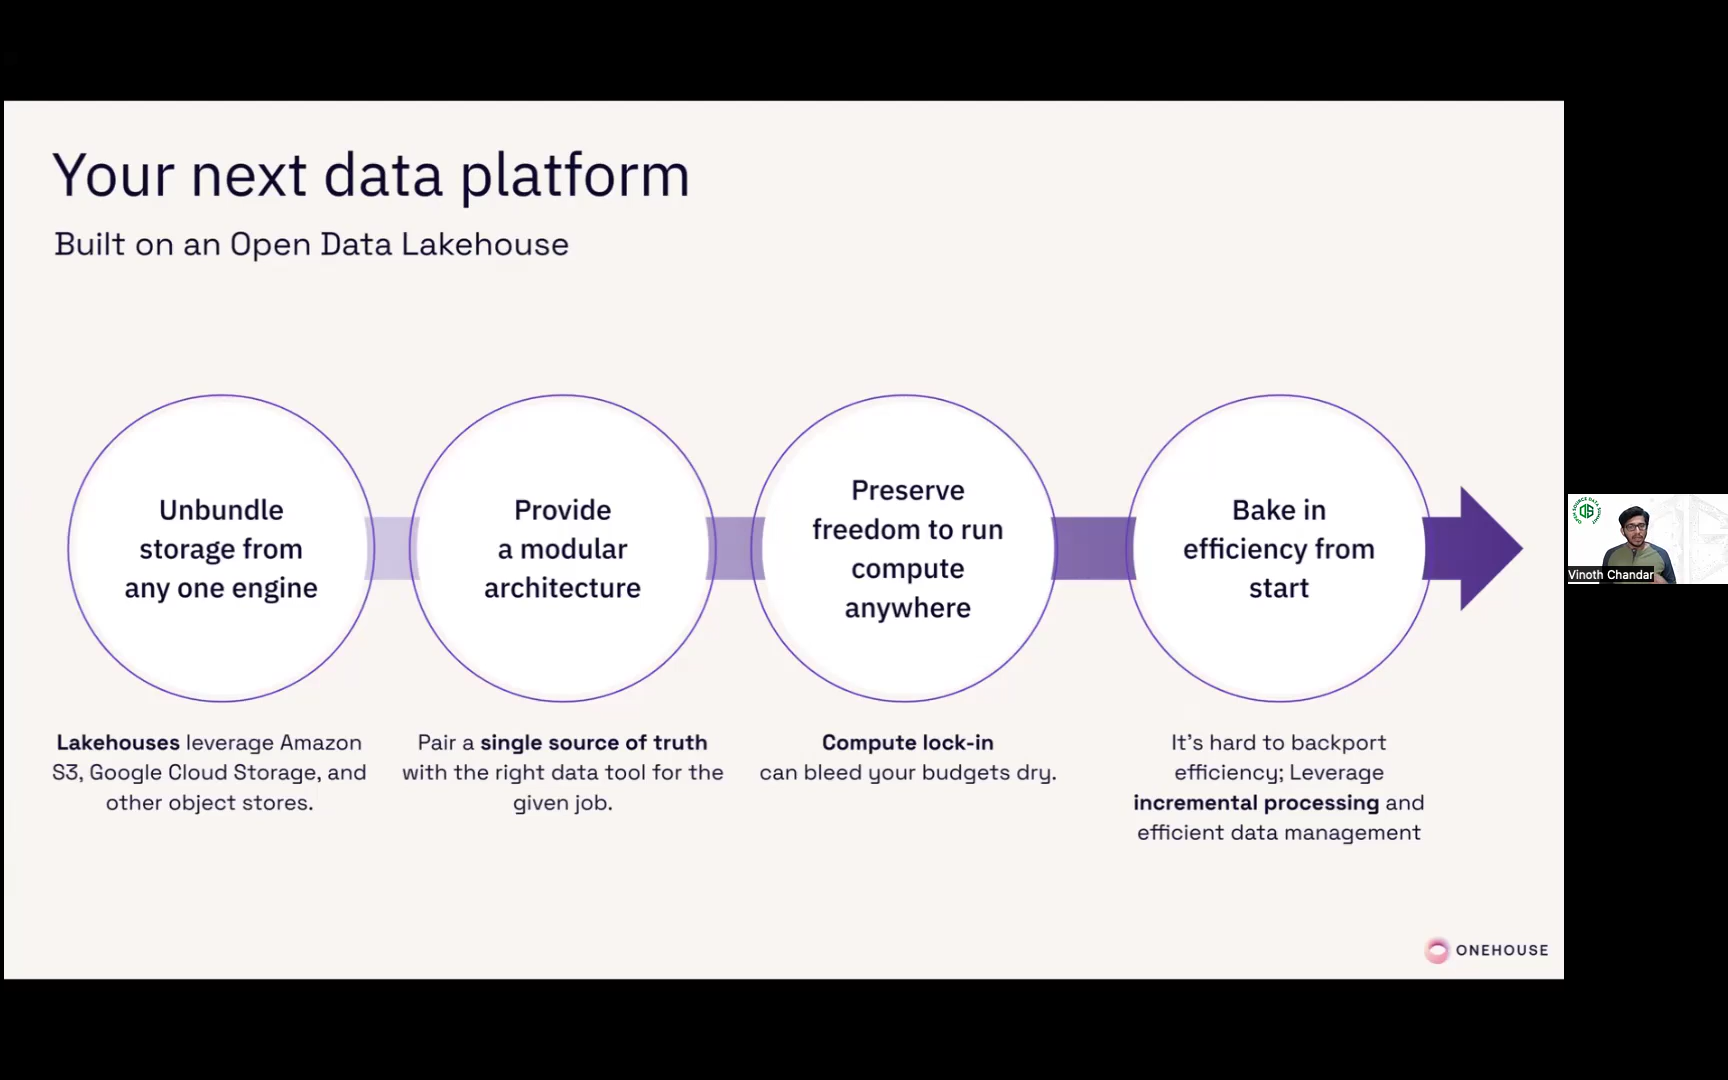 Your next data platform
Built on an Open Data Lakehouse
Unbundle
storage from
any one engine
Provide
a modular
architecture
Preserve
freedom to run
compute
anywhere
Bake in
efficiency from
start
Lakehouses leverage Amazon
S3, Google Cloud Storage, and
other object stores.
Pair a single source of truth
with the right data tool for the
given job.
Compute lock-in
can bleed your budgets dry.
It's hard to backport
efficiency; Leverage
incremental processing and
efficient data management
ONEHOUSE
OPEN SOURCE DATA SUMMIT
Vinoth Chandar